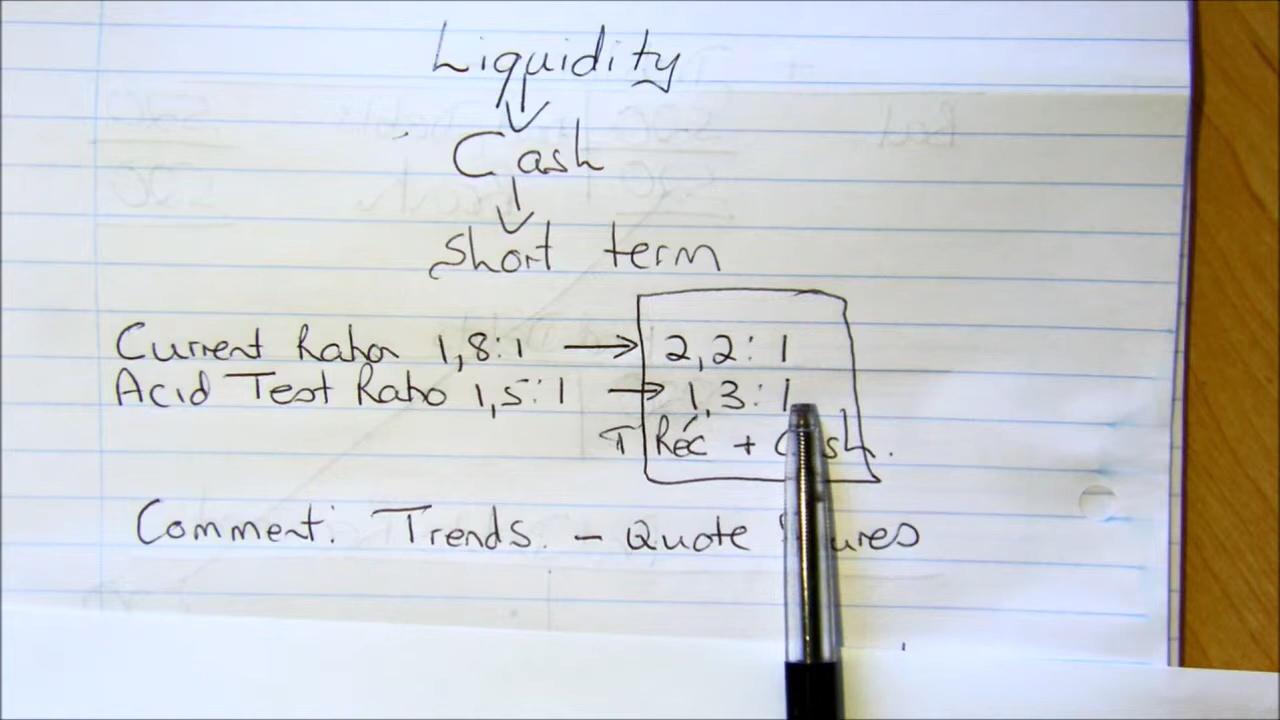 Liquidity
Cash
Short term
Current Ratio 1,8:1 → 2,2:1
Acid Test Ratio 1,5:1 → 1,3:1
T Rec +
Comment: Trends. - Quote